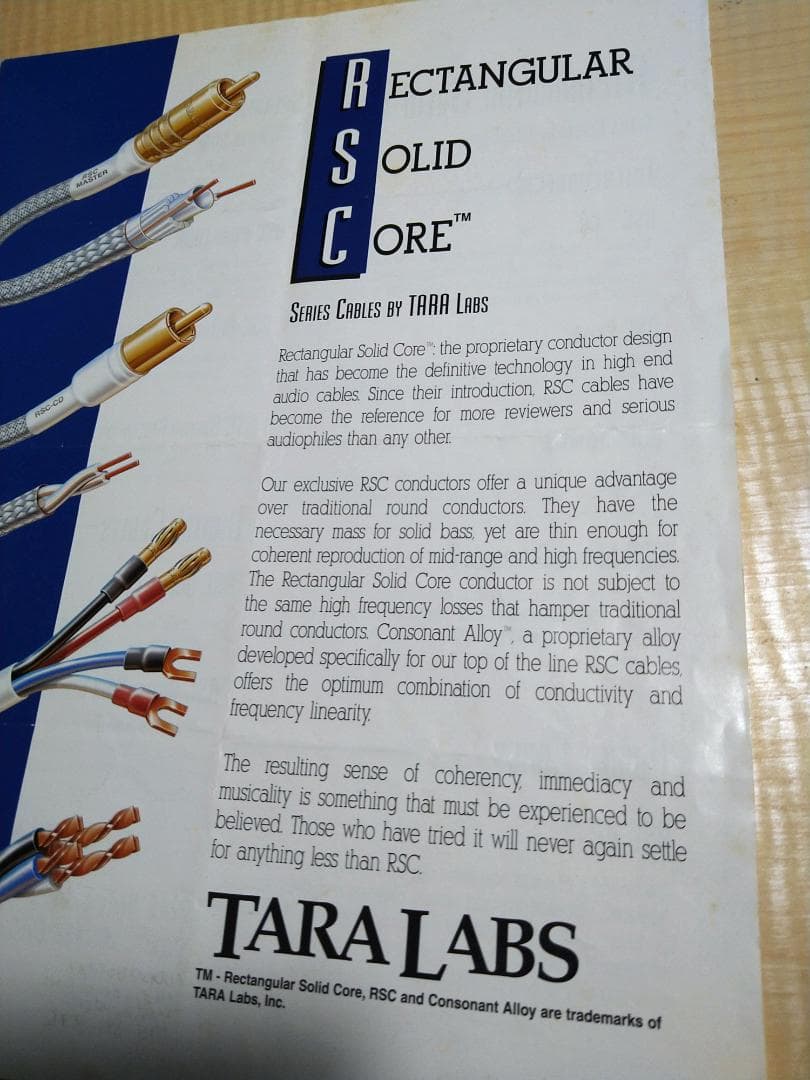 RECTANGULAR
SOLID
CORE™
SERIES CABLES BY TARA LABS
Rectangular Solid Core™: the proprietary conductor design
that has become the definitive technology in high end
audio cables. Since their introduction, RSC cables have
become the reference for more reviewers and serious
audiophiles than any other.
Our exclusive RSC conductors offer a unique advantage
over traditional round conductors. They have the
necessary mass for solid bass, yet are thin enough for
coherent reproduction of mid-range and high frequencies.
The Rectangular Solid Core conductor is not subject to
the same high frequency losses that hamper traditional
round conductors. Consonant Alloy™, a proprietary alloy
developed specifically for our top of the line RSC cables,
offers the optimum combination of conductivity and
frequency linearity.
The resulting sense of coherency, immediacy and
musicality is something that must be experienced to be
believed. Those who have tried it will never again settle
for anything less than RSC.
TARA LABS
TM - Rectangular Solid Core, RSC and Consonant Alloy are trademarks of
TARA Labs, Inc.
RSC
MASTER
RSC-CD